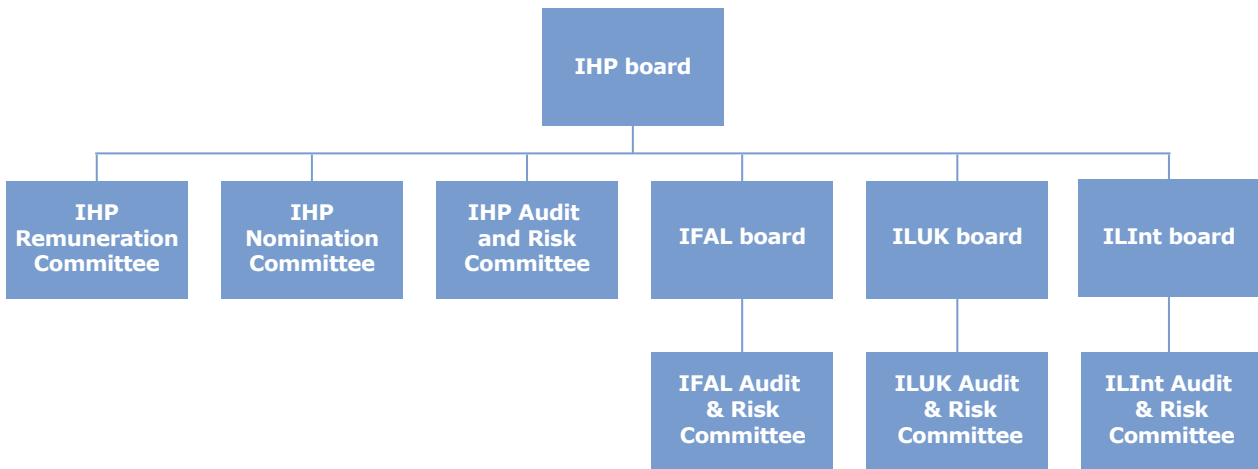 IHP board
IHP
Remuneration
Committee
IHP
Nomination
Committee
IHP Audit
and Risk
Committee
IFAL board
ILUK board
ILInt board
IFAL Audit
& Risk
Committee
ILUK Audit
& Risk
Committee
ILInt Audit
& Risk
Committee